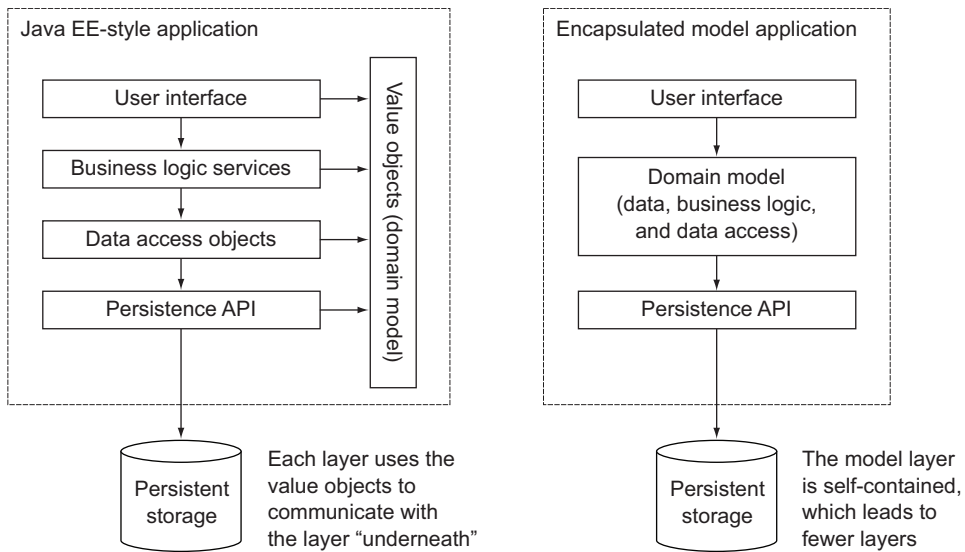 Java EE-style application
User interface
Business logic services
Data access objects
Persistence API
Value objects (domain model)
Persistent
storage
Each layer uses the
value objects to
communicate with
the layer “underneath”
Encapsulated model application
User interface
Domain model
(data, business logic,
and data access)
Persistence API
Persistent
storage
The model layer
is self-contained,
which leads to
fewer layers